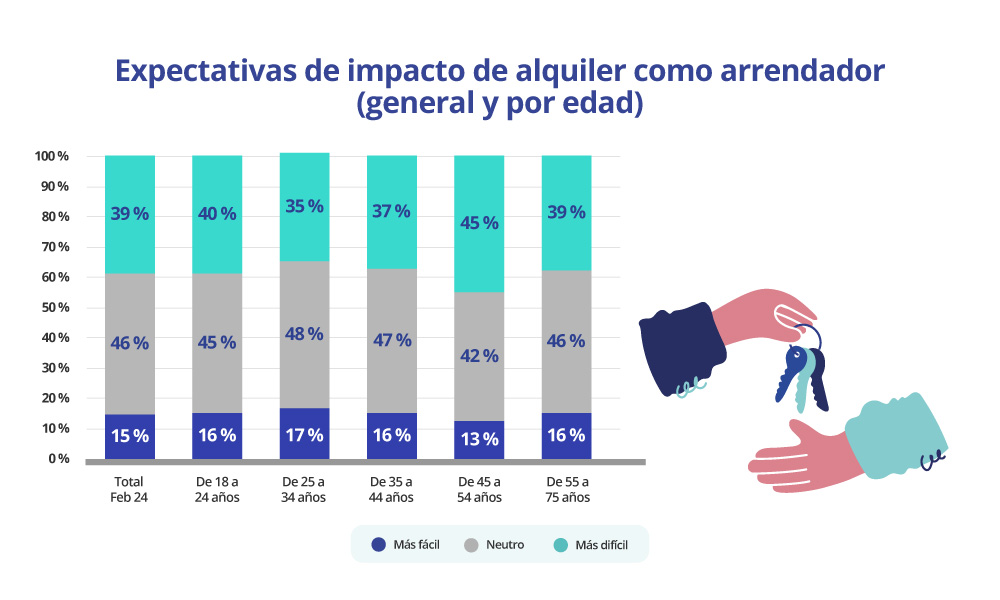 Expectativas de impacto de alquiler como arrendador
(general y por edad)
100 %
90 %
80 %
70 %
60 %
50 %
40 %
30 %
20 %
10 %
0 %
39 %
40 %
35 %
37 %
45 %
39 %
46 %
45 %
48 %
47 %
42 %
46 %
15 %
16 %
17 %
16 %
13 %
16 %
Total
Feb 24
De 18 a
24 años
De 25 a
34 años
De 35 a
44 años
De 45 a
54 años
De 55 a
75 años
Más fácil
Neutro
Más difícil